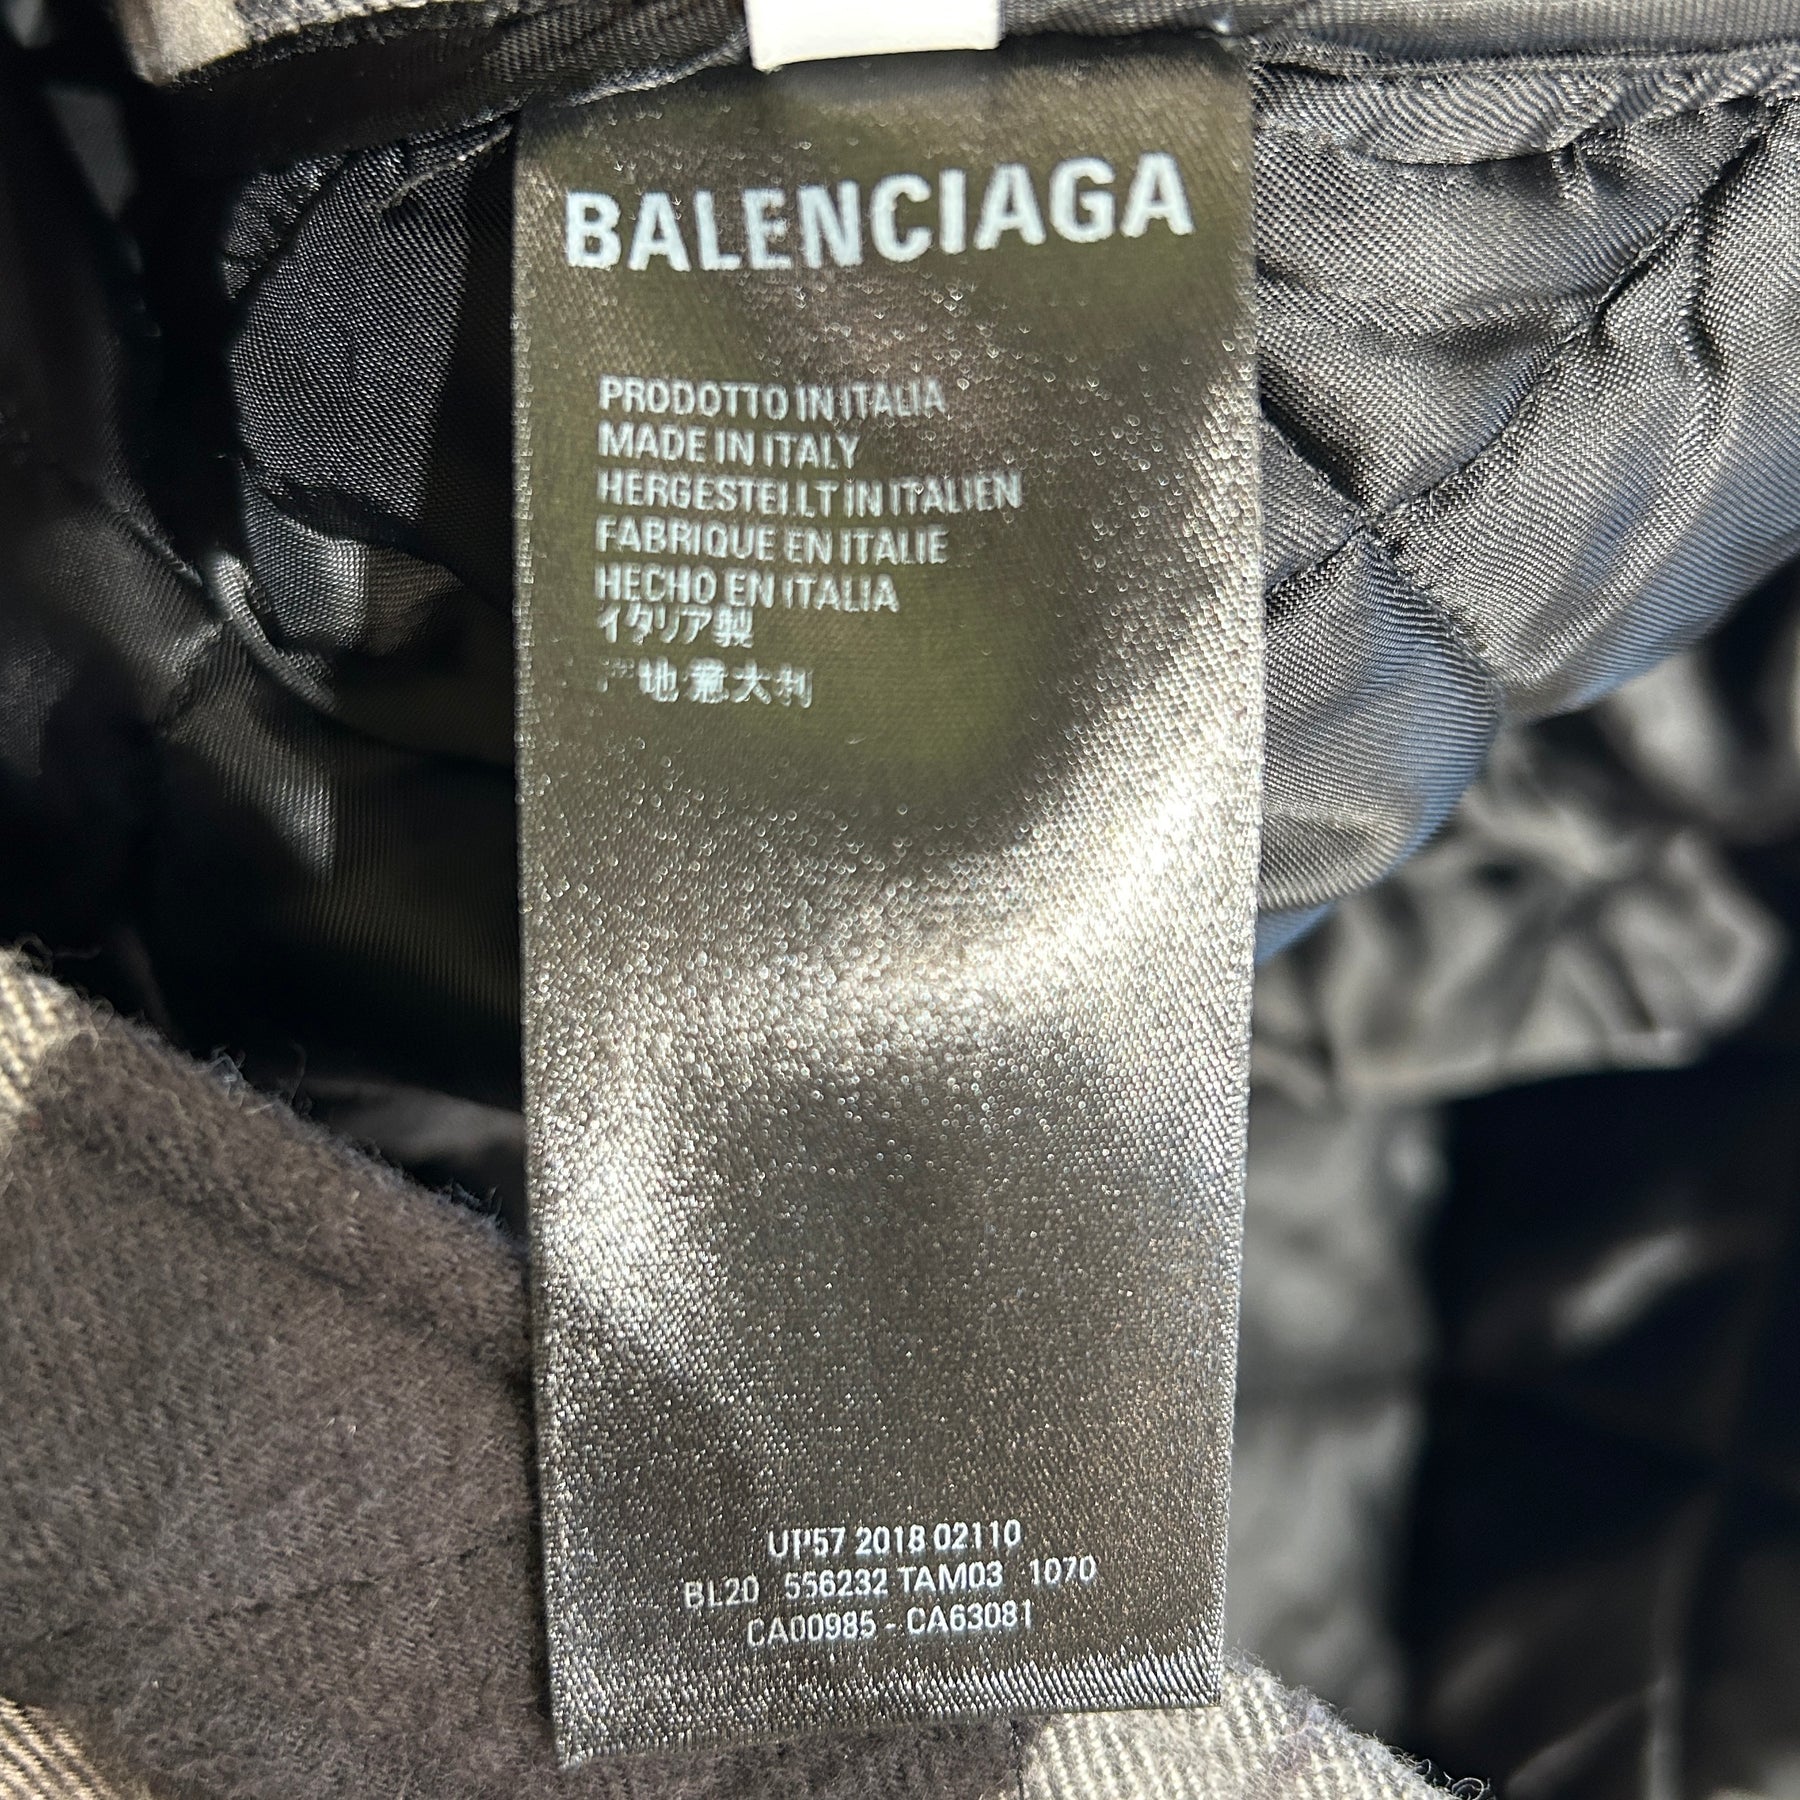 BALENCIAGA
PRODOTTO IN ITALIA
MADE IN ITALY
HERGESTELLT IN ITALIEN
FABRIQUE EN ITALIE
HECHO EN ITALIA
イタリア製
产地意大利
UP57 2018 02110
BL20 556232 TAM03 1070
CA00985 - CA63081